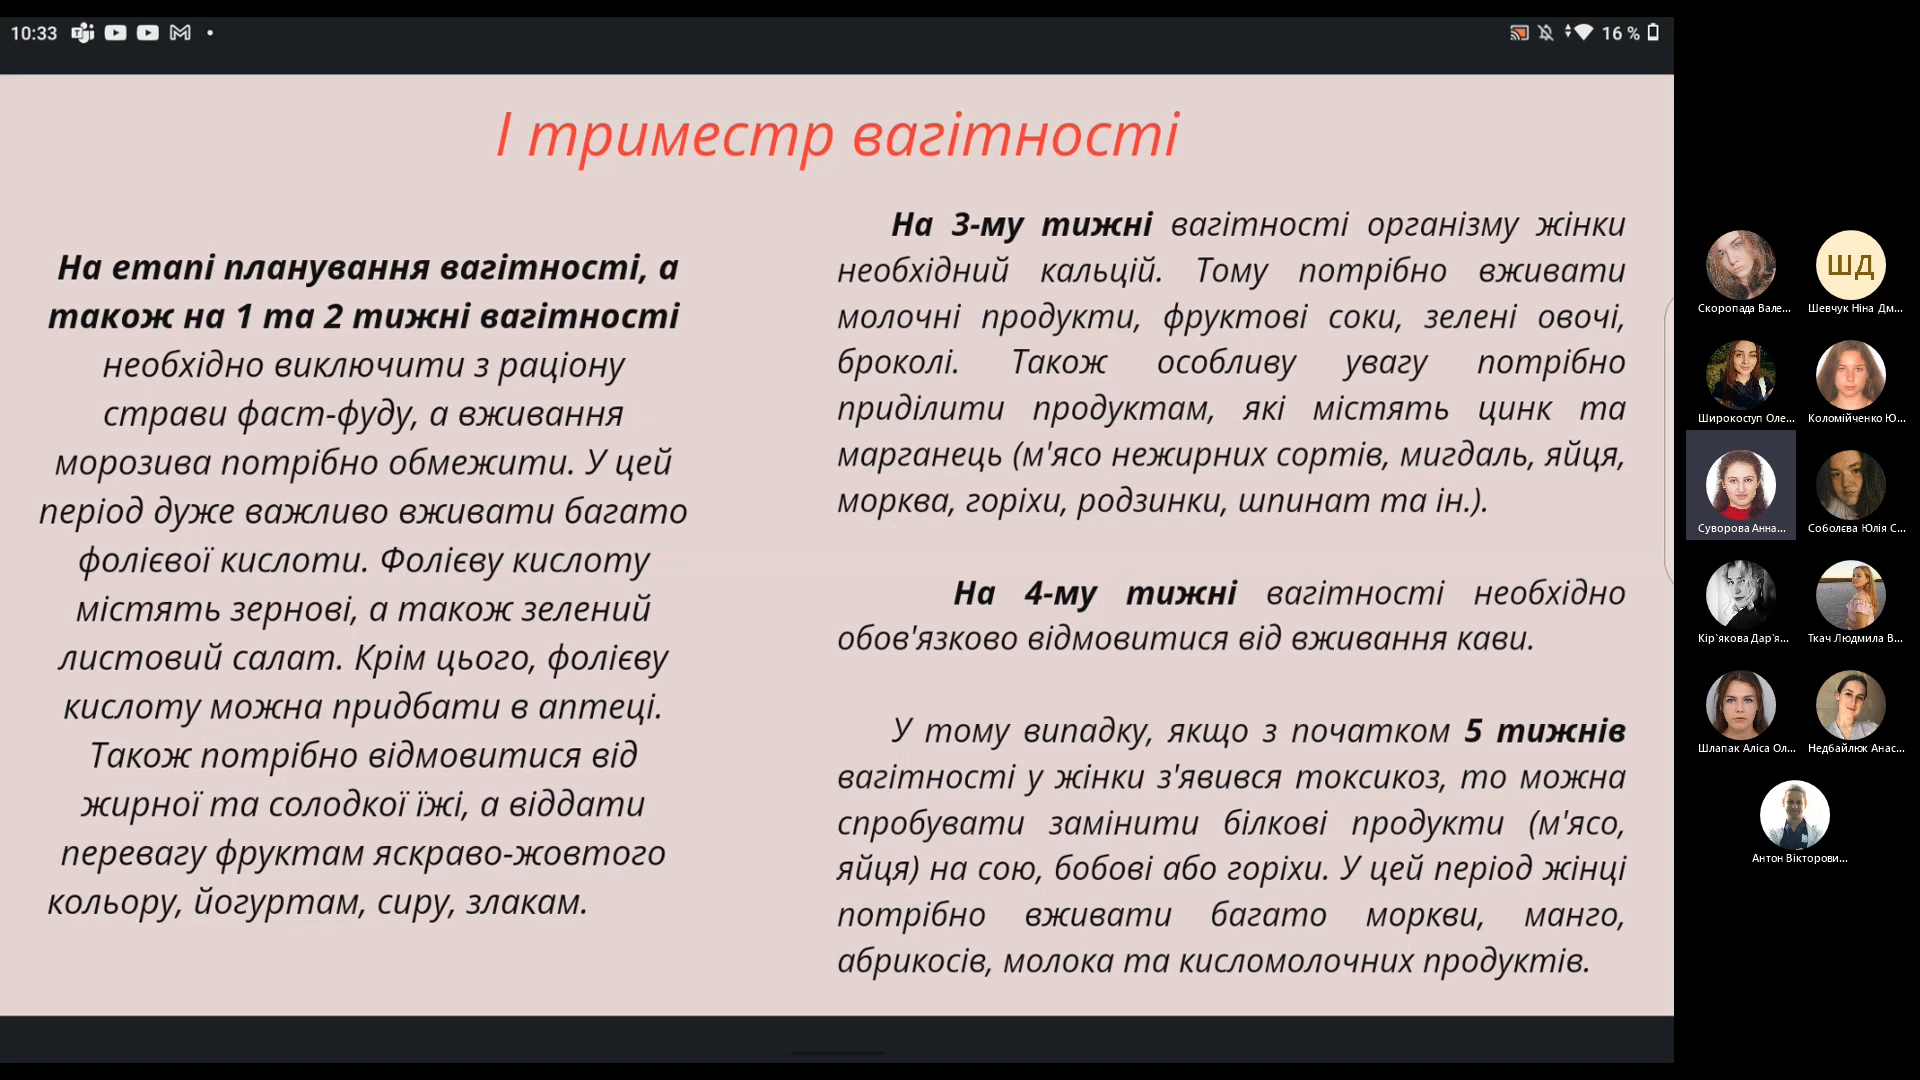 10:33
16 %
І триместр вагітності
На етапі планування вагітності, а
також на 1 та 2 тижні вагітності
необхідно виключити з раціону
страви фаст-фуду, а вживання
морозива потрібно обмежити. У цей
період дуже важливо вживати багато
фолієвої кислоти. Фолієву кислоту
містять зернові, а також зелений
листовий салат. Крім цього, фолієву
кислоту можна придбати в аптеці.
Також потрібно відмовитися від
жирної та солодкої їжі, а віддати
перевагу фруктам яскраво-жовтого
кольору, йогуртам, сиру, злакам.
На 3-му тижні вагітності організму жінки
необхідний кальцій. Тому потрібно вживати
молочні продукти, фруктові соки, зелені овочі,
броколі. Також особливу увагу потрібно
приділити продуктам, які містять цинк та
марганець (м'ясо нежирних сортів, мигдаль, яйця,
морква, горіхи, родзинки, шпинат та ін.).
На 4-му тижні вагітності необхідно
обов'язково відмовитися від вживання кави.
У тому випадку, якщо з початком 5 тижнів
вагітності у жінки з'явився токсикоз, то можна
спробувати замінити білкові продукти (м'ясо,
яйця) на сою, бобові або горіхи. У цей період жінці
потрібно вживати багато моркви, манго,
абрикосів, молока та кисломолочних продуктів.
Скоропада Вале...
ШД
Шевчук Ніна Дм...
Широкоступ Оле...
Коломійченко Ю...
Суворова Анна...
Соболєва Юлія С...
Кір`якова Дар'я...
Ткач Людмила В...
Шлапак Аліса Ол...
Недбайлюк Анас...
Антон Вікторови...